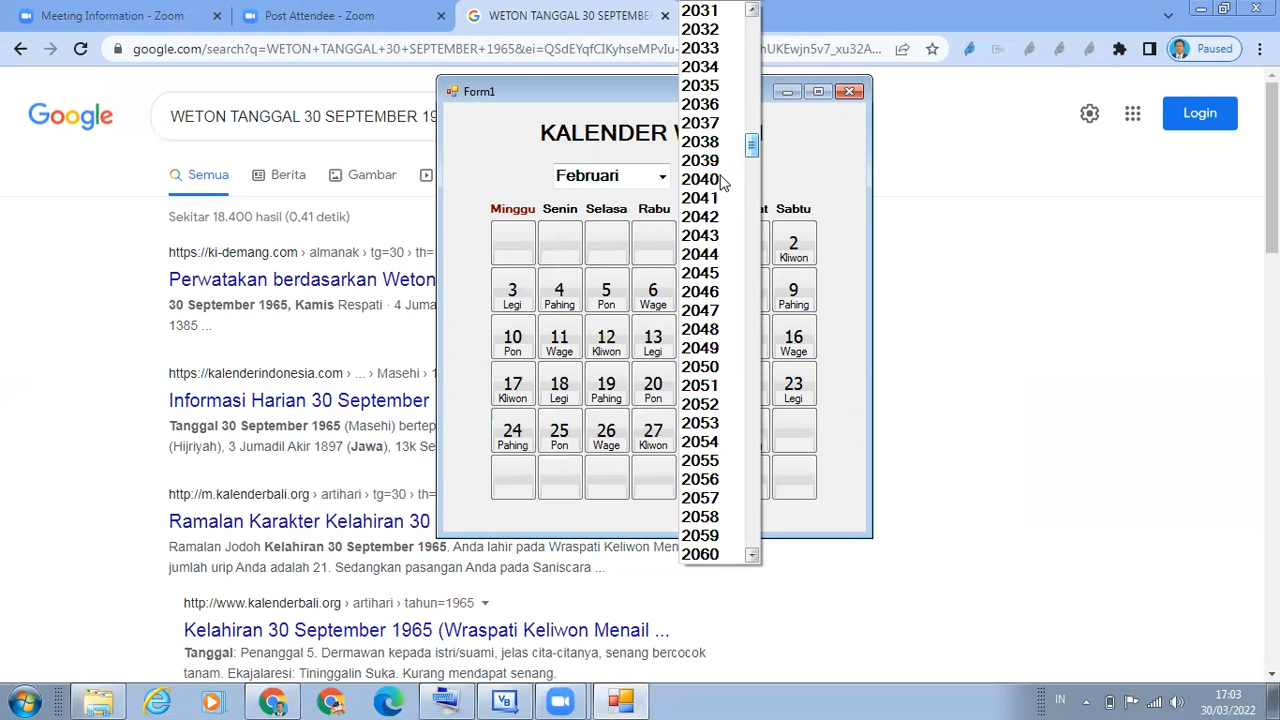 Meeting Information - Zoom
Post Attendee - Zoom
WETON TANGGAL 30 SEPTEMBER
google.com/search?q=WETON+TANGGAL+30+SEPTEMBER+1965&ei=QSdEYqfCIKyhseMPvIu-
hUKEwjn5v7_xu32A...
Paused
Google
WETON TANGGAL 30 SEPTEMBER 19
Login
Semua
Berita
Gambar
Sekitar 18.400 hasil (0,41 detik)
https://ki-demang.com › almanak › tg=30 › th=
Perwatakan berdasarkan Weton
30 September 1965, Kamis Respati · 4 Juma
1385 ...
https://kalenderindonesia.com › ... › Masehi › 1
Informasi Harian 30 September
Tanggal 30 September 1965 (Masehi) bertep
(Hijriyah), 3 Jumadil Akir 1897 (Jawa), 13k Sen
http://m.kalenderbali.org › artihari › tg=30 › th=
Ramalan Karakter Kelahiran 30
Ramalan Jodoh Kelahiran 30 September 1965. Anda lahir pada Wraspati Keliwon Men
jumlah urip Anda adalah 21. Sedangkan pasangan Anda pada Saniscara ...
http://www.kalenderbali.org › artihari › tahun=1965
Kelahiran 30 September 1965 (Wraspati Keliwon Menail ...
Tanggal: Penanggal 5. Dermawan kepada istri/suami, jelas cita-citanya, senang bercocok
tanam. Ekajalaresi: Tininggalin Suka. Kurang mendapat senang.
Form1
KALENDER
Februari
Minggu Senin Selasa Rabu at Sabtu
2
Kliwon
3 4 5 6 9
Legi Pahing Pon Wage Pahing
10 11 12 13 16
Pon Wage Kliwon Legi Wage
17 18 19 20 23
Kliwon Legi Pahing Pon Legi
24 25 26 27
Pahing Pon Wage Kliwon
2031
2032
2033
2034
2035
2036
2037
2038
2039
2040
2041
2042
2043
2044
2045
2046
2047
2048
2049
2050
2051
2052
2053
2054
2055
2056
2057
2058
2059
2060
IN
17:03
30/03/2022